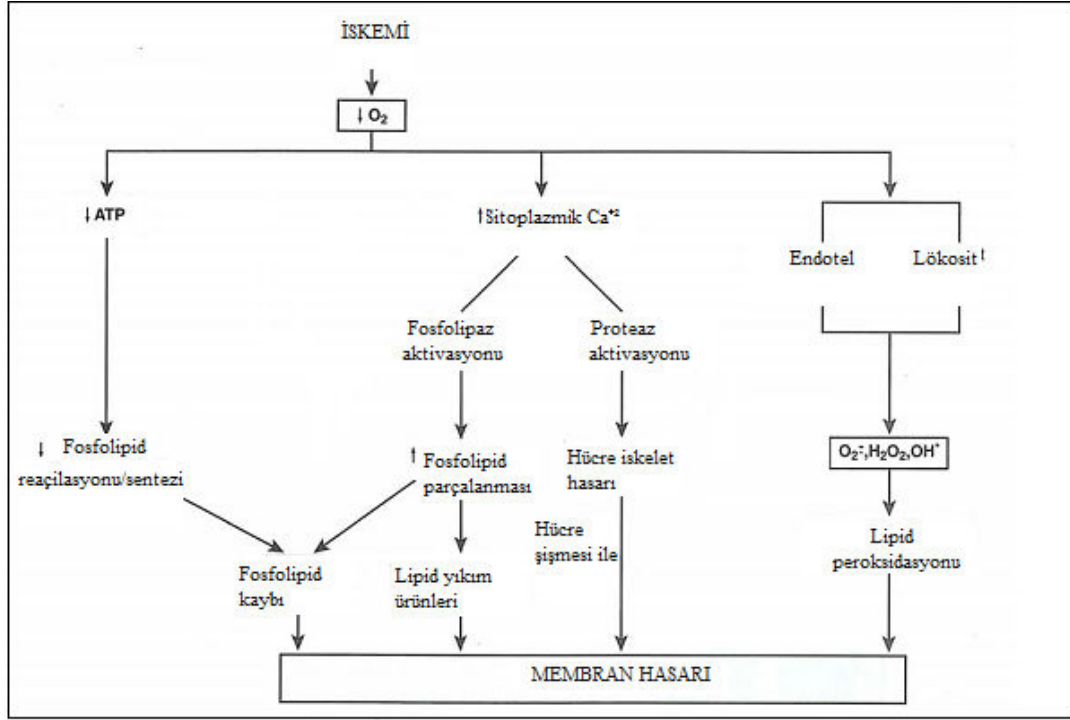 İSKEMİ
↓ O₂
↓ ATP
↑Sitoplazmik Ca⁺²
Endotel
Lökosit↑
Fosfolipaz
aktivasyonu
Proteaz
aktivasyonu
↓ Fosfolipid
reaçilasyonu/sentezi
↑ Fosfolipid
parçalanması
Hücre iskelet
hasarı
O₂⁻,H₂O₂,OH⁺
Hücre
şişmesi ile
Lipid
peroksidasyonu
Fosfolipid
kaybı
Lipid yıkım
ürünleri
MEMBRAN HASARI